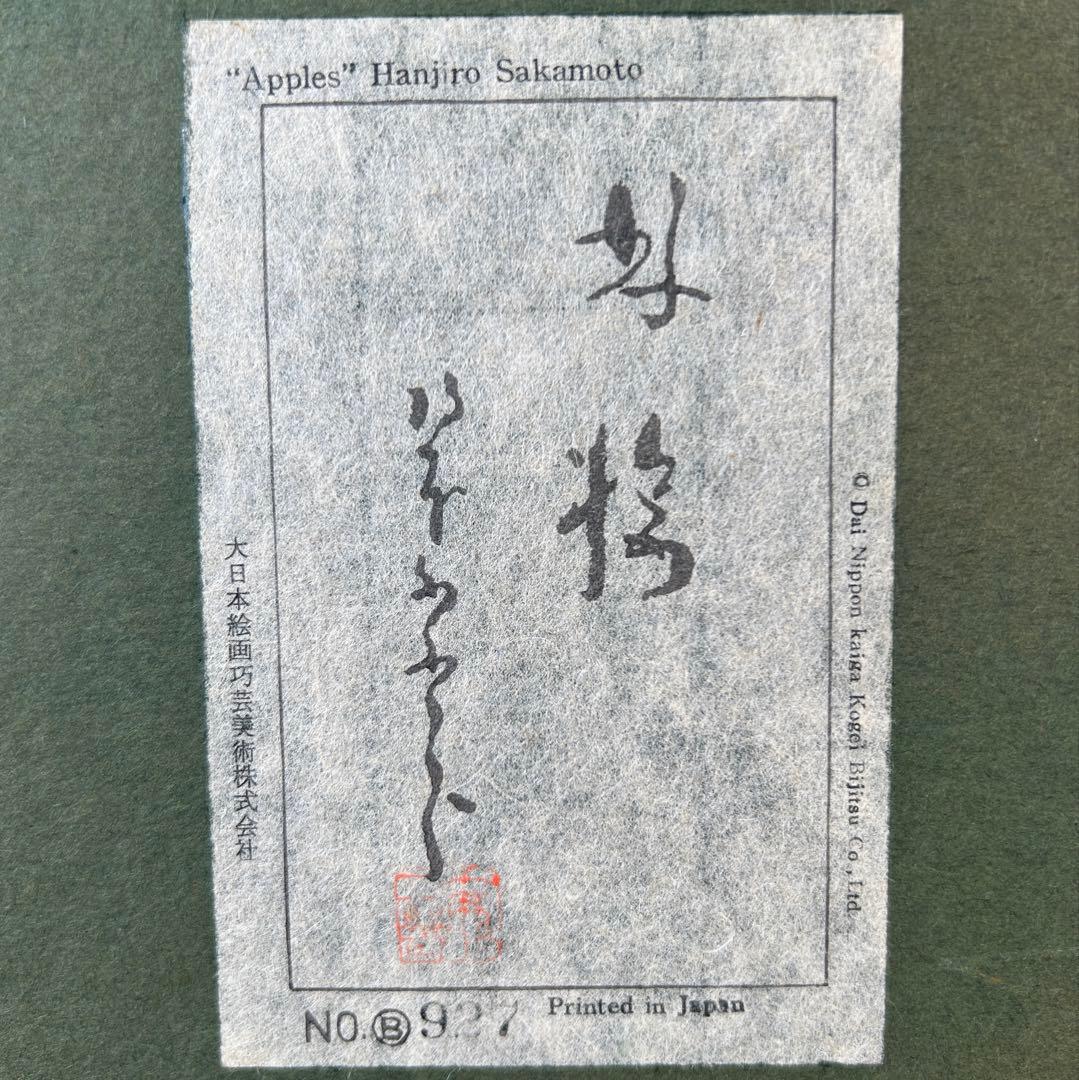 “Apples” Hanjiro Sakamoto
林檎
© Dai Nippon kaiga Kogei Bijitsu Co., Ltd.
大日本絵画巧芸美術株式会社
NO. Ⓑ 927
Printed in Japan